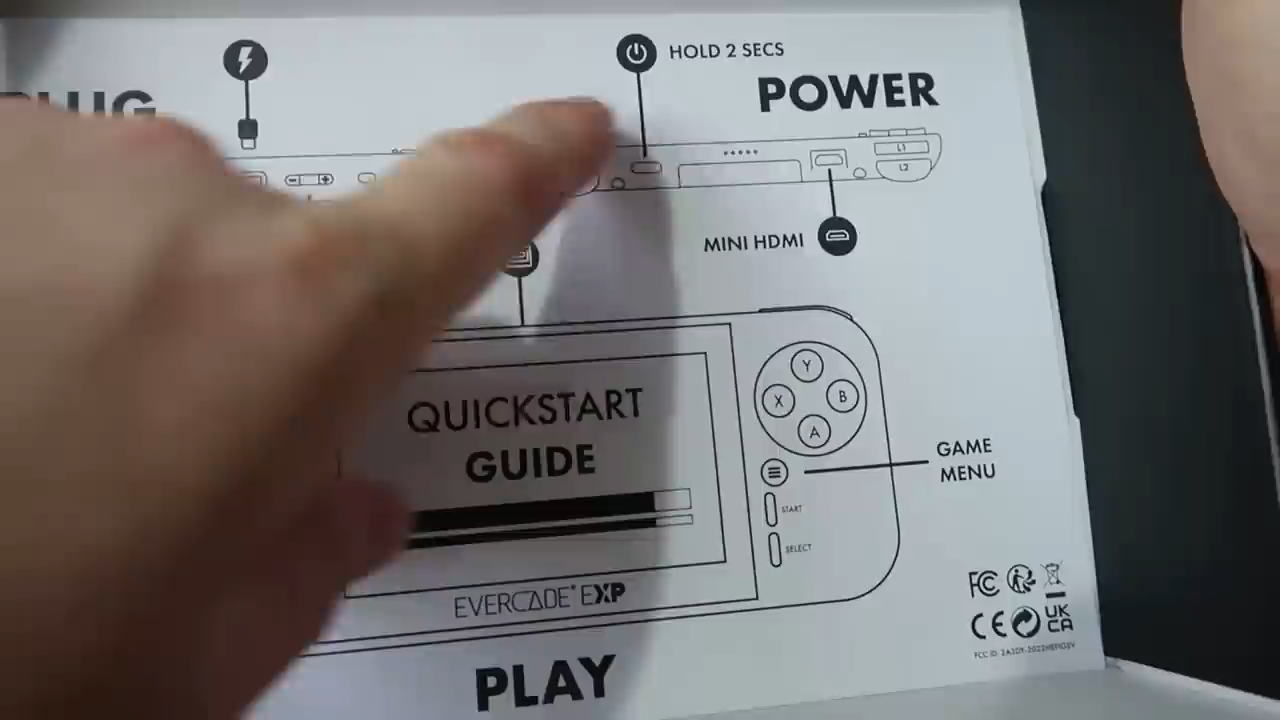 HOLD 2 SECS
PLUG
POWER
L1
L2
MINI HDMI
Y
X
B
A
QUICKSTART
GUIDE
GAME
MENU
START
SELECT
EVERCADE EXP
FC
CE
UK
CA
PLAY